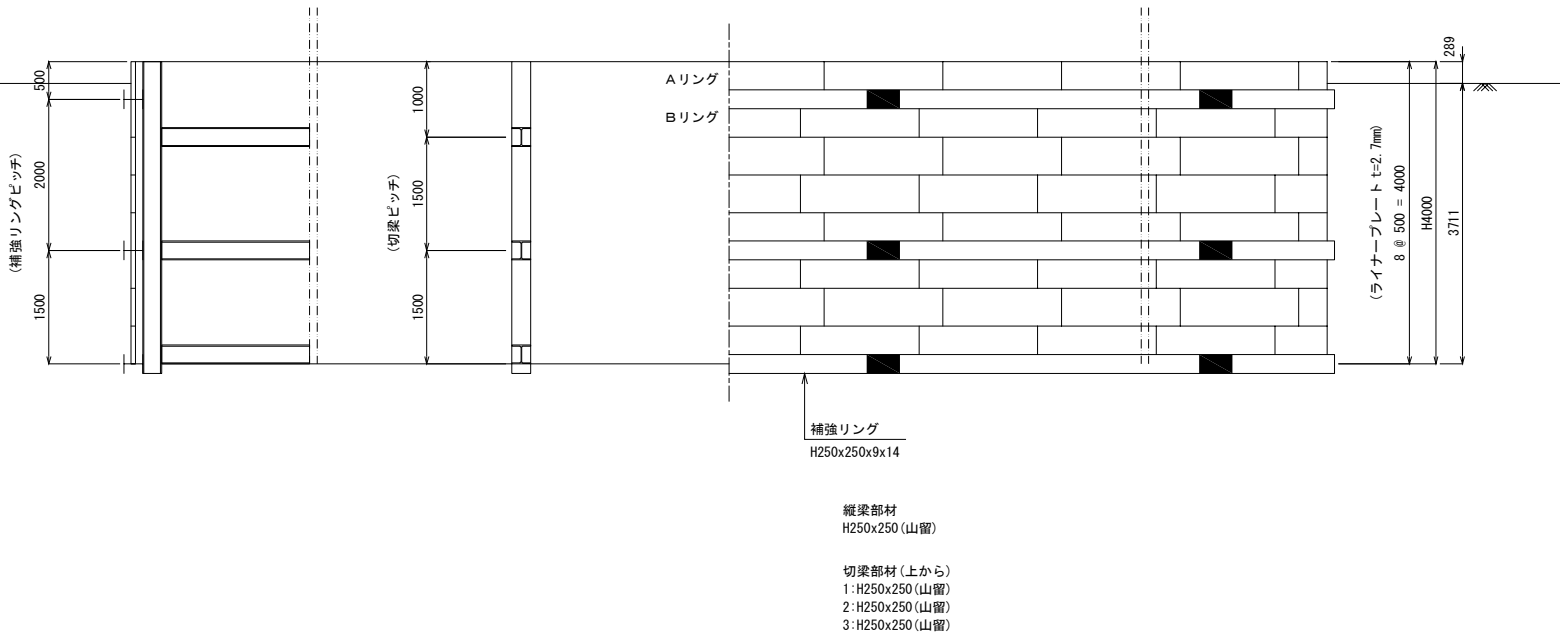 500
2000
1500
(補強リングピッチ)
1000
1500
1500
(切梁ピッチ)
Aリング
Bリング
289
3711
H4000
8 @ 500 = 4000
(ライナープレート t=2.7mm)
補強リング
H250x250x9x14
縦梁部材
H250x250(山留)
切梁部材(上から)
1:H250x250(山留)
2:H250x250(山留)
3:H250x250(山留)